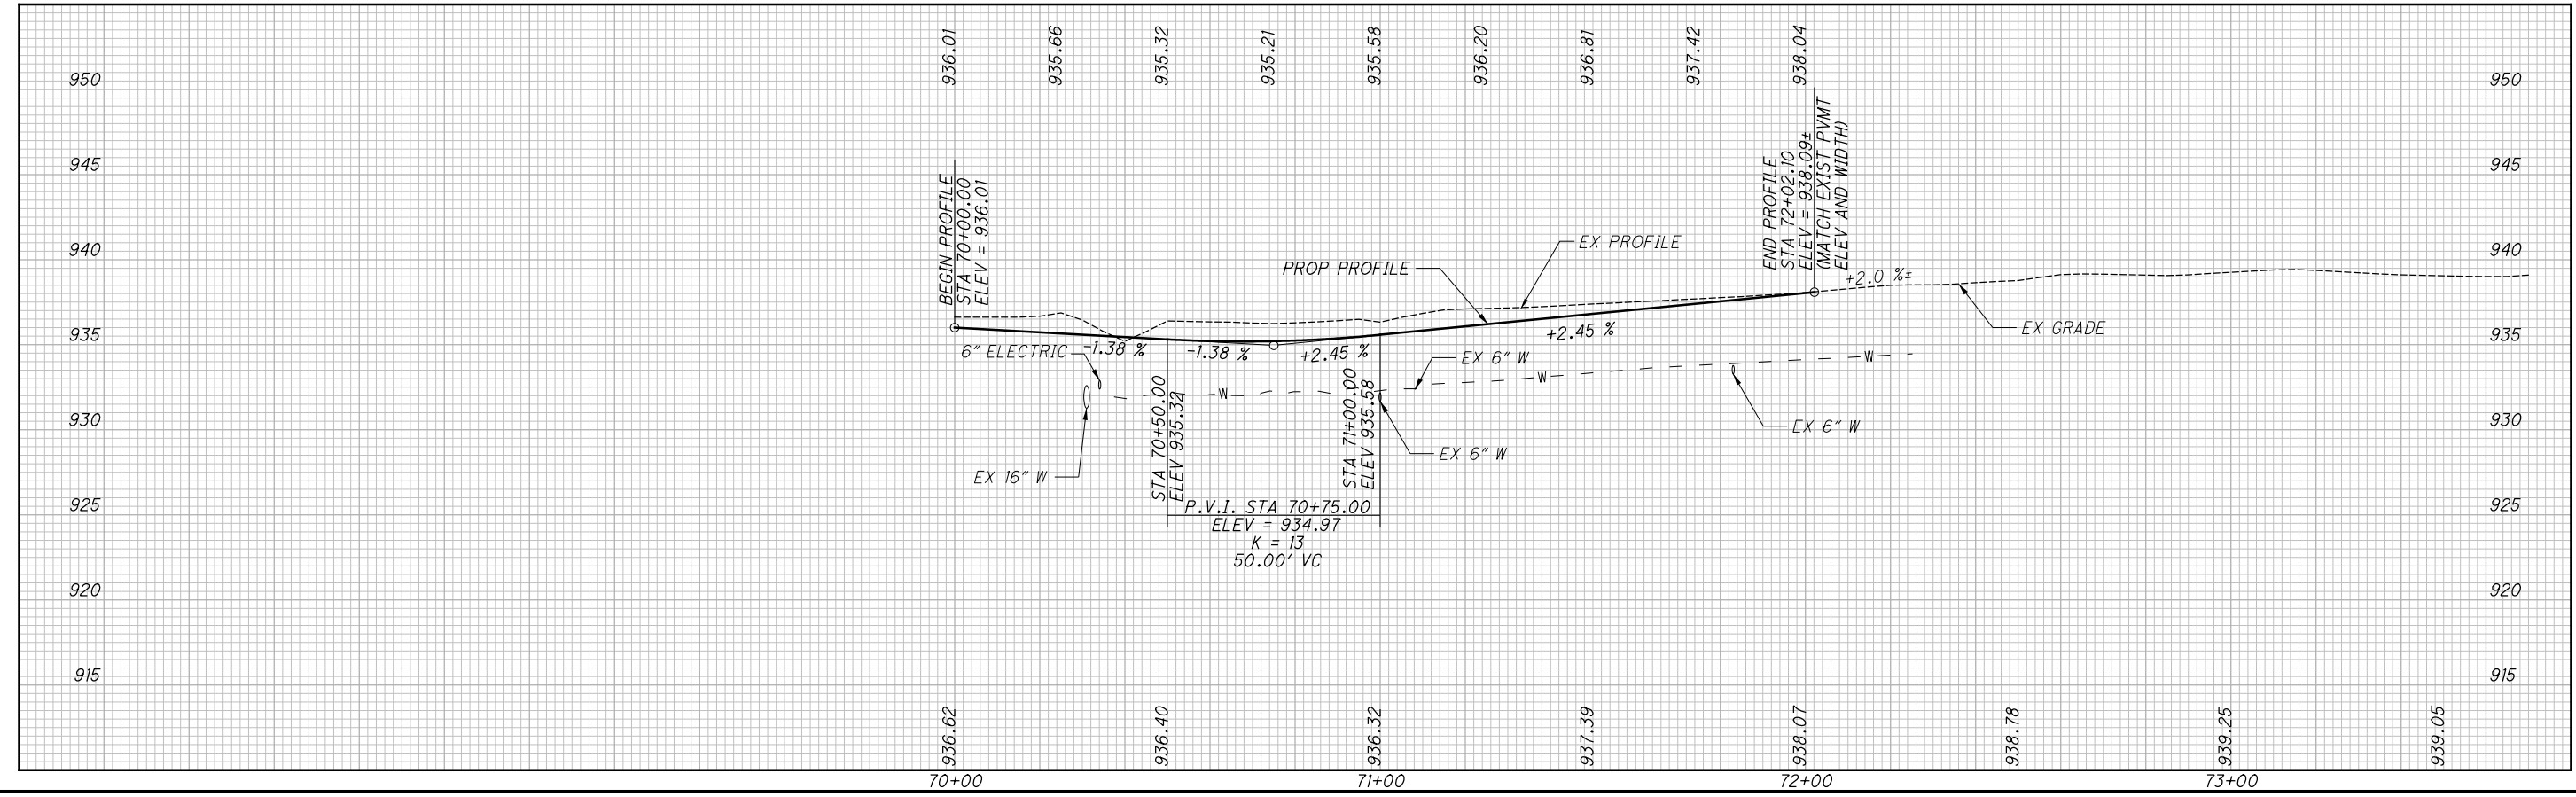 936.01
935.66
935.32
935.21
935.58
936.20
936.81
937.42
938.04
950
950
945
945
940
940
935
935
930
930
925
925
920
920
915
915
BEGIN PROFILE
STA 70+00.00
ELEV = 936.01
END PROFILE
STA 72+02.10
ELEV = 938.09±
(MATCH EXIST PVMT
ELEV AND WIDTH)
EX PROFILE
PROP PROFILE
+2.0 %±
EX GRADE
6" ELECTRIC
-1.38 %
-1.38 %
+2.45 %
+2.45 %
EX 6" W
W
W
W
EX 6" W
EX 6" W
EX 16" W
STA 70+50.00
ELEV 935.32
STA 71+00.00
ELEV 935.58
P.V.I. STA 70+75.00
ELEV = 934.97
K = 13
50.00' VC
936.62
936.40
936.32
937.39
938.07
938.78
939.25
939.05
70+00
71+00
72+00
73+00